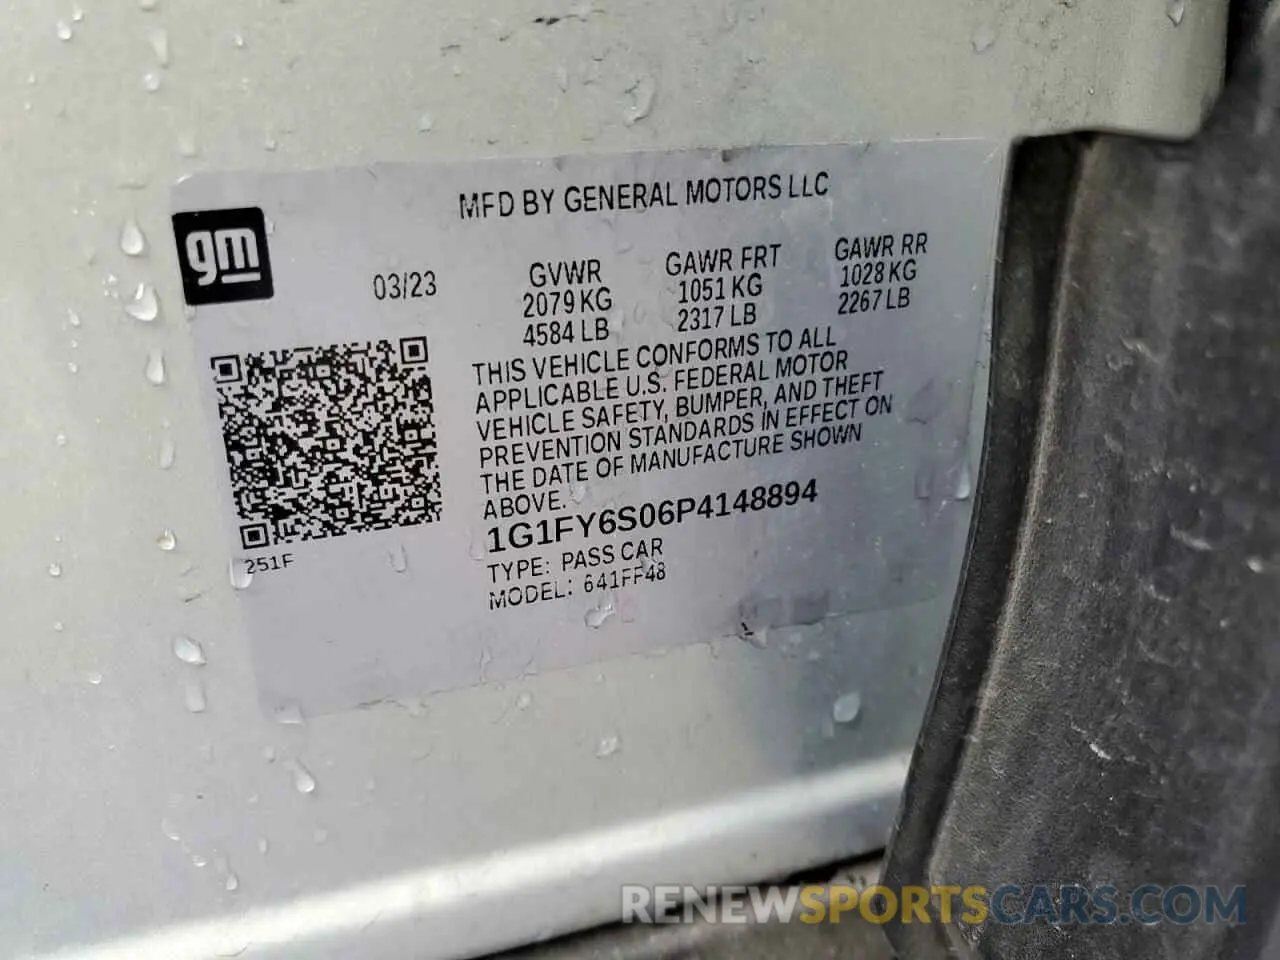 MFD BY GENERAL MOTORS LLC
gm
03/23
GVWR
2079 KG
4584 LB
GAWR FRT
1051 KG
2317 LB
GAWR RR
1028 KG
2267 LB
THIS VEHICLE CONFORMS TO ALL
APPLICABLE U.S. FEDERAL MOTOR
VEHICLE SAFETY, BUMPER, AND THEFT
PREVENTION STANDARDS IN EFFECT ON
THE DATE OF MANUFACTURE SHOWN
ABOVE.
1G1FY6S06P4148894
TYPE: PASS CAR
MODEL: 641FF48
251F
RENEWSPORTSCARS.COM